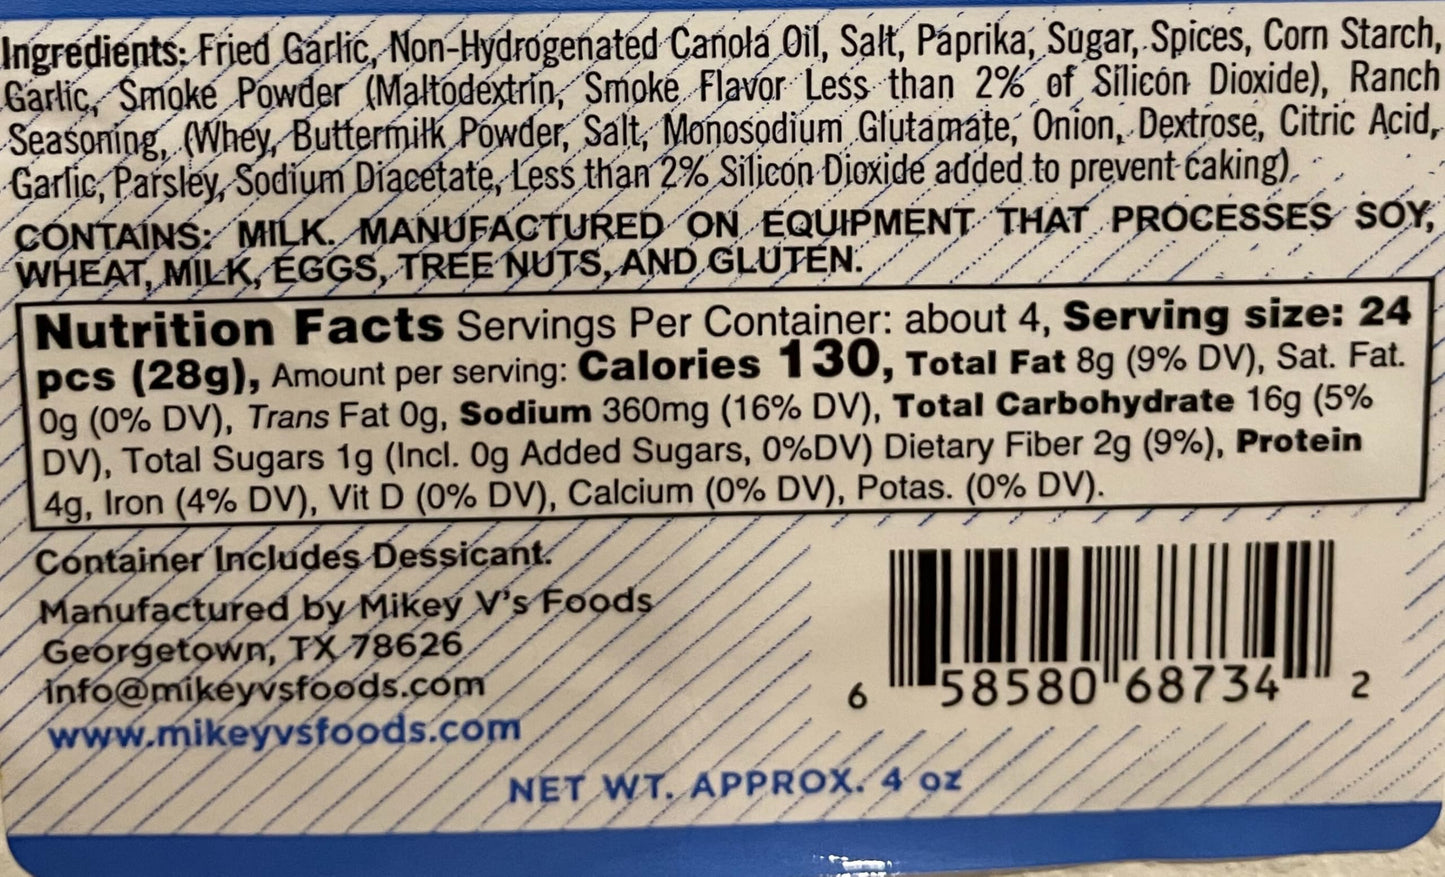 Ingredients: Fried Garlic, Non-Hydrogenated Canola Oil, Salt, Paprika, Sugar, Spices, Corn Starch,
Garlic, Smoke Powder (Maltodextrin, Smoke Flavor Less than 2% of Silicon Dioxide), Ranch
Seasoning, (Whey, Buttermilk Powder, Salt, Monosodium Glutamate, Onion, Dextrose, Citric Acid,
Garlic, Parsley, Sodium Diacetate, Less than 2% Silicon Dioxide added to prevent caking).
CONTAINS: MILK. MANUFACTURED ON EQUIPMENT THAT PROCESSES SOY,
WHEAT, MILK, EGGS, TREE NUTS, AND GLUTEN.
Nutrition Facts Servings Per Container: about 4, Serving size: 24
pcs (28g), Amount per serving: Calories 130, Total Fat 8g (9% DV), Sat. Fat.
0g (0% DV), Trans Fat 0g, Sodium 360mg (16% DV), Total Carbohydrate 16g (5%
DV), Total Sugars 1g (Incl. 0g Added Sugars, 0%DV) Dietary Fiber 2g (9%), Protein
4g, Iron (4% DV), Vit D (0% DV), Calcium (0% DV), Potas. (0% DV).
Container Includes Dessicant.
Manufactured by Mikey V's Foods
Georgetown, TX 78626
info@mikeyvsfoods.com
www.mikeyvsfoods.com
6 58580 68734 2
NET WT. APPROX. 4 oz